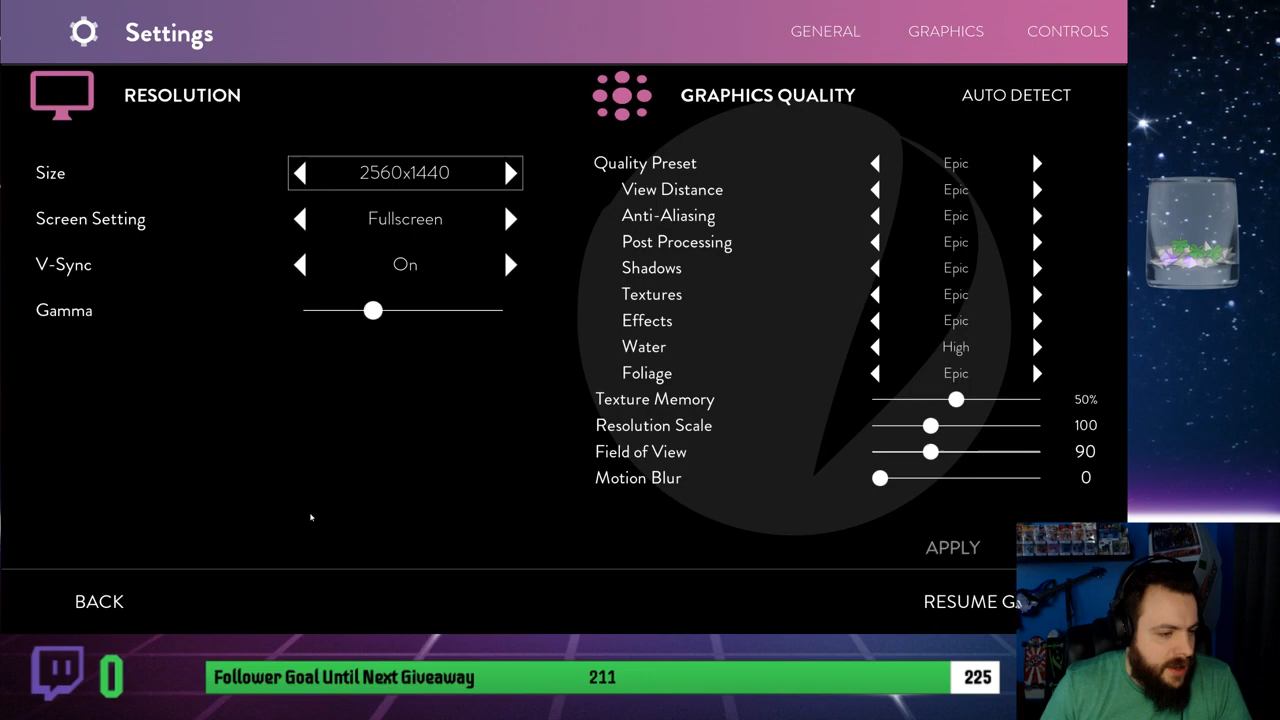 Settings
GENERAL
GRAPHICS
CONTROLS
RESOLUTION
Size
2560x1440
Screen Setting
Fullscreen
V-Sync
On
Gamma
GRAPHICS QUALITY
AUTO DETECT
Quality Preset
Epic
View Distance
Epic
Anti-Aliasing
Epic
Post Processing
Epic
Shadows
Epic
Textures
Epic
Effects
Epic
Water
High
Foliage
Epic
Texture Memory
50%
Resolution Scale
100
Field of View
90
Motion Blur
0
APPLY
BACK
RESUME G
0
Follower Goal Until Next Giveaway
211
225